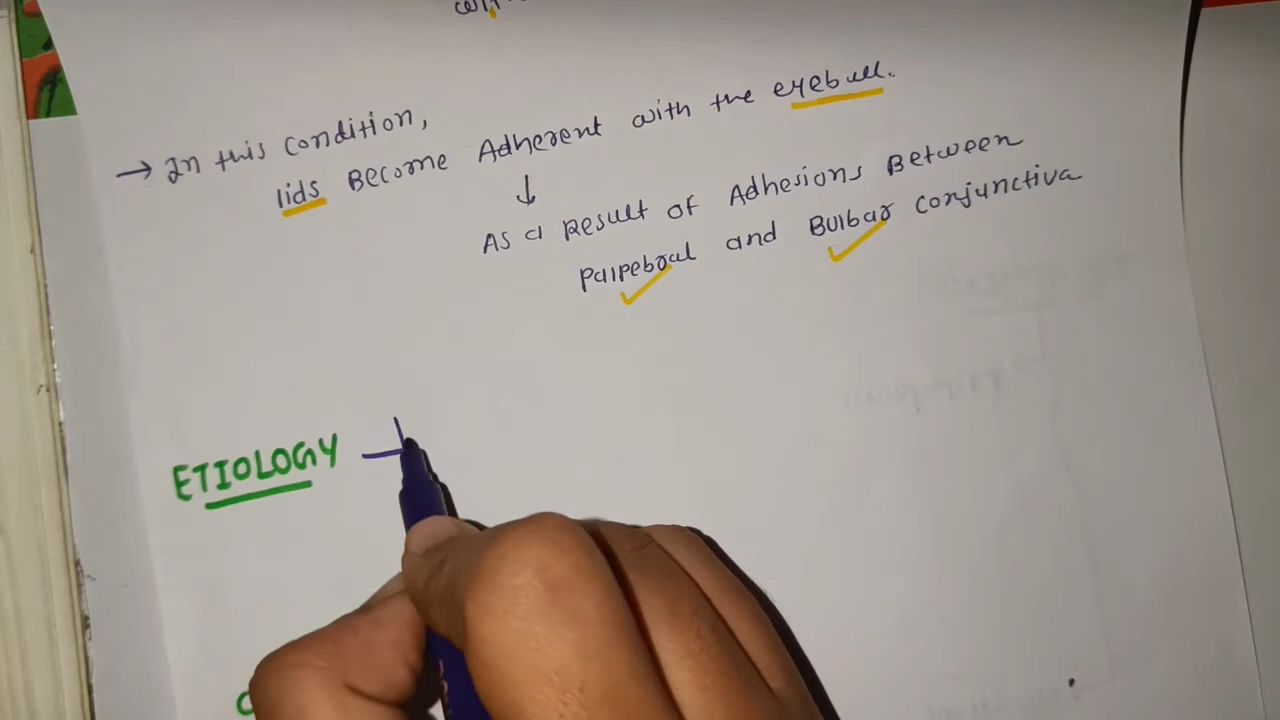 → In this condition,
lids Become Adherent with the eyeball.
↓
As a Result of Adhesions Between
palpebral and Bulbar conjunctiva
ETIOLOGY